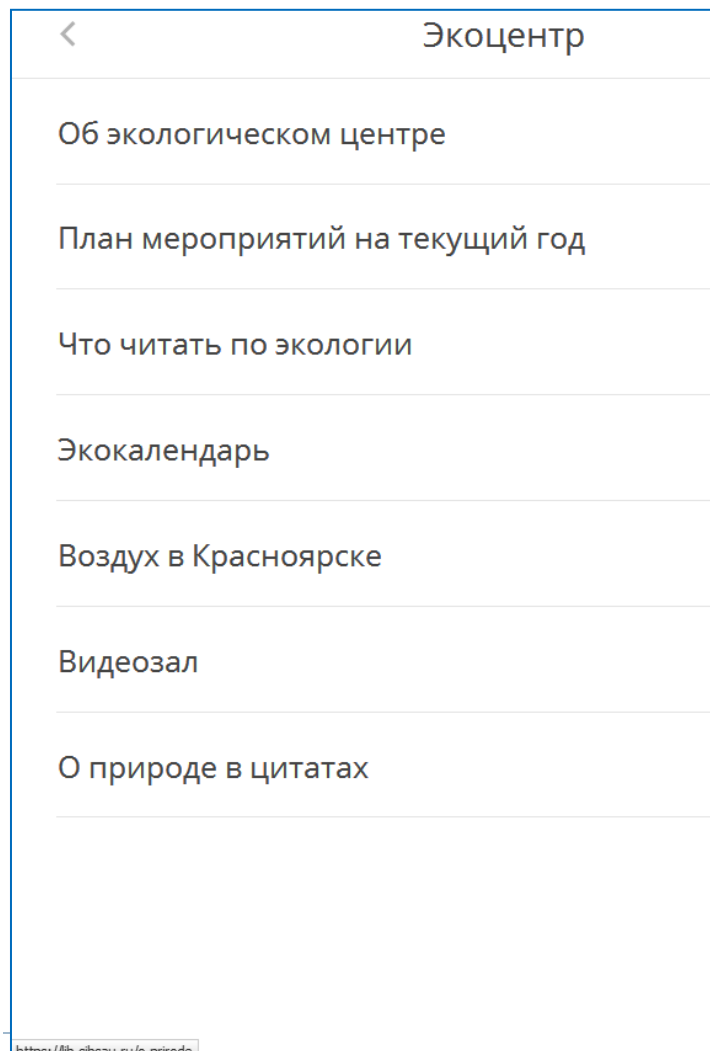 Экоцентр
Об экологическом центре
План мероприятий на текущий год
Что читать по экологии
Экокалендарь
Воздух в Красноярске
Видеозал
О природе в цитатах